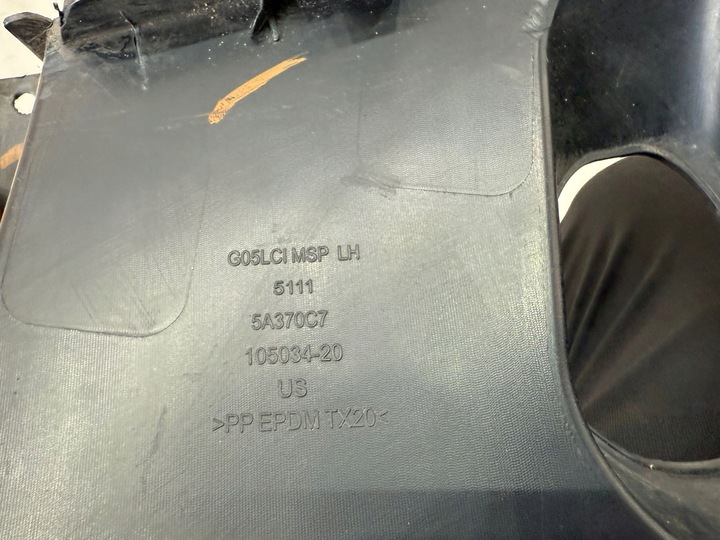 G05LCI MSP LH
5111
5A370C7
105034-20
US
>PP EPDM TX20<